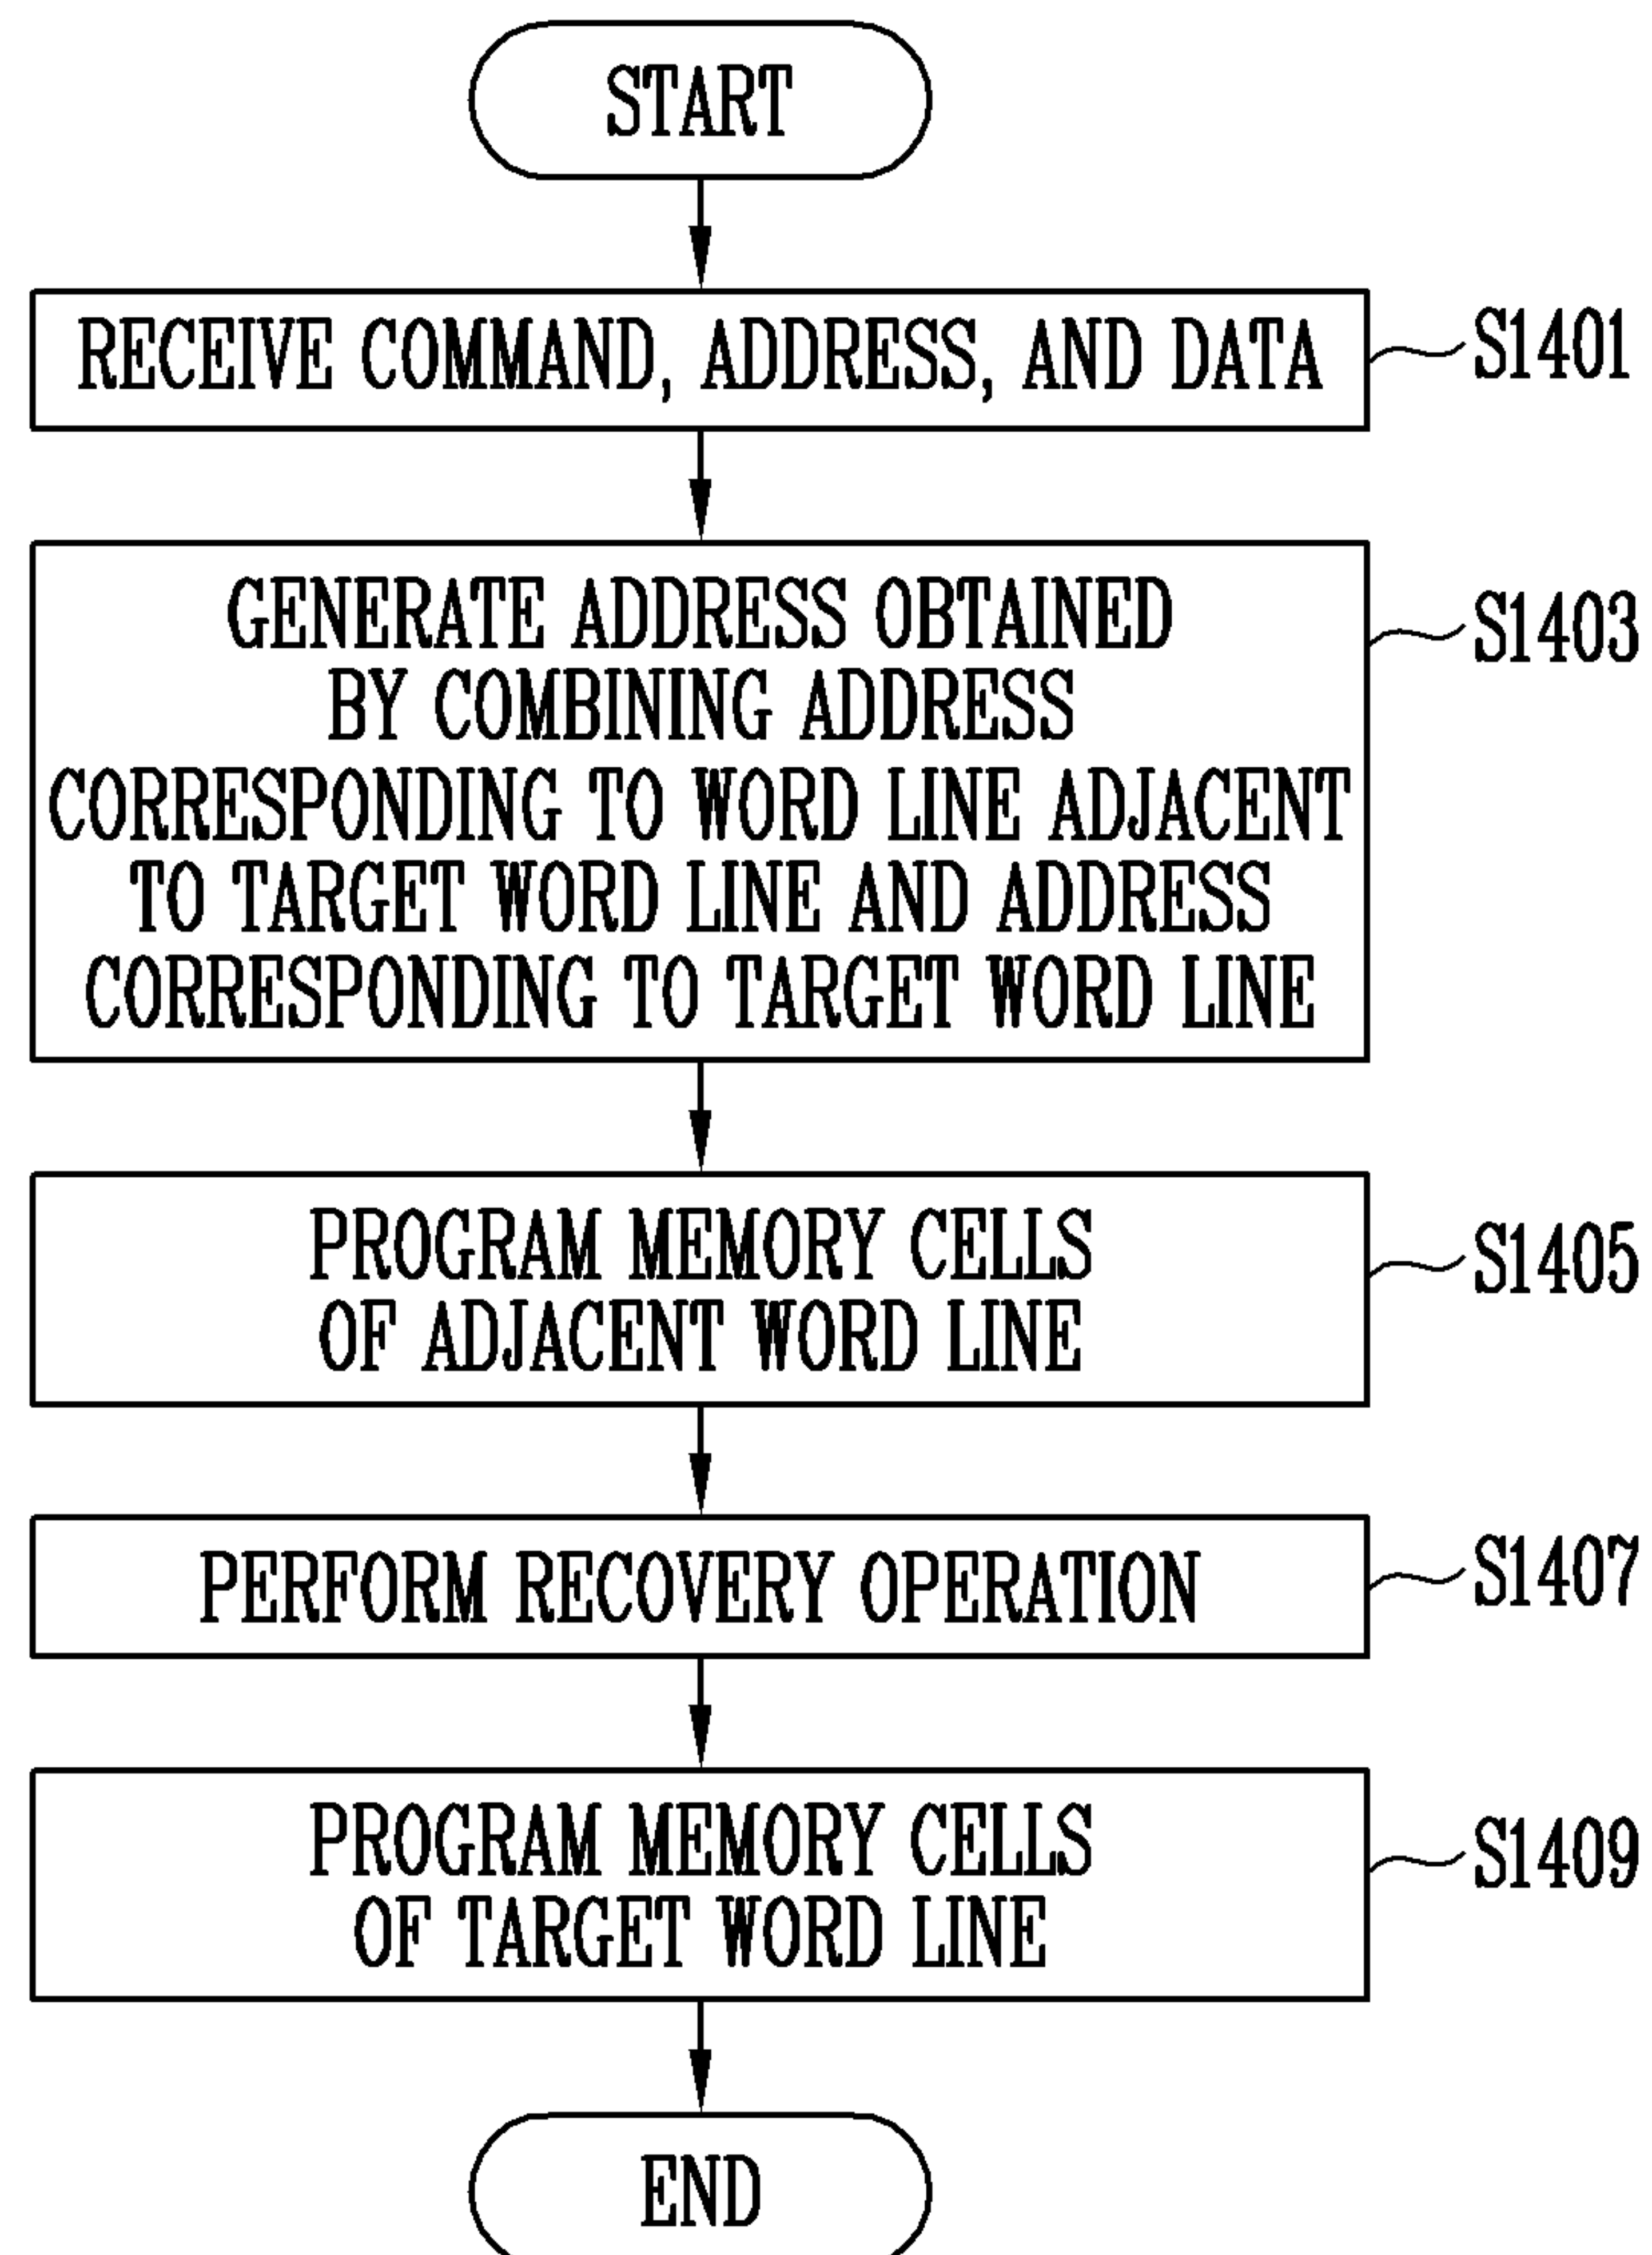 START
RECEIVE COMMAND, ADDRESS, AND DATA
S1401
GENERATE ADDRESS OBTAINED
BY COMBINING ADDRESS
CORRESPONDING TO WORD LINE ADJACENT
TO TARGET WORD LINE AND ADDRESS
CORRESPONDING TO TARGET WORD LINE
S1403
PROGRAM MEMORY CELLS
OF ADJACENT WORD LINE
S1405
PERFORM RECOVERY OPERATION
S1407
PROGRAM MEMORY CELLS
OF TARGET WORD LINE
S1409
END